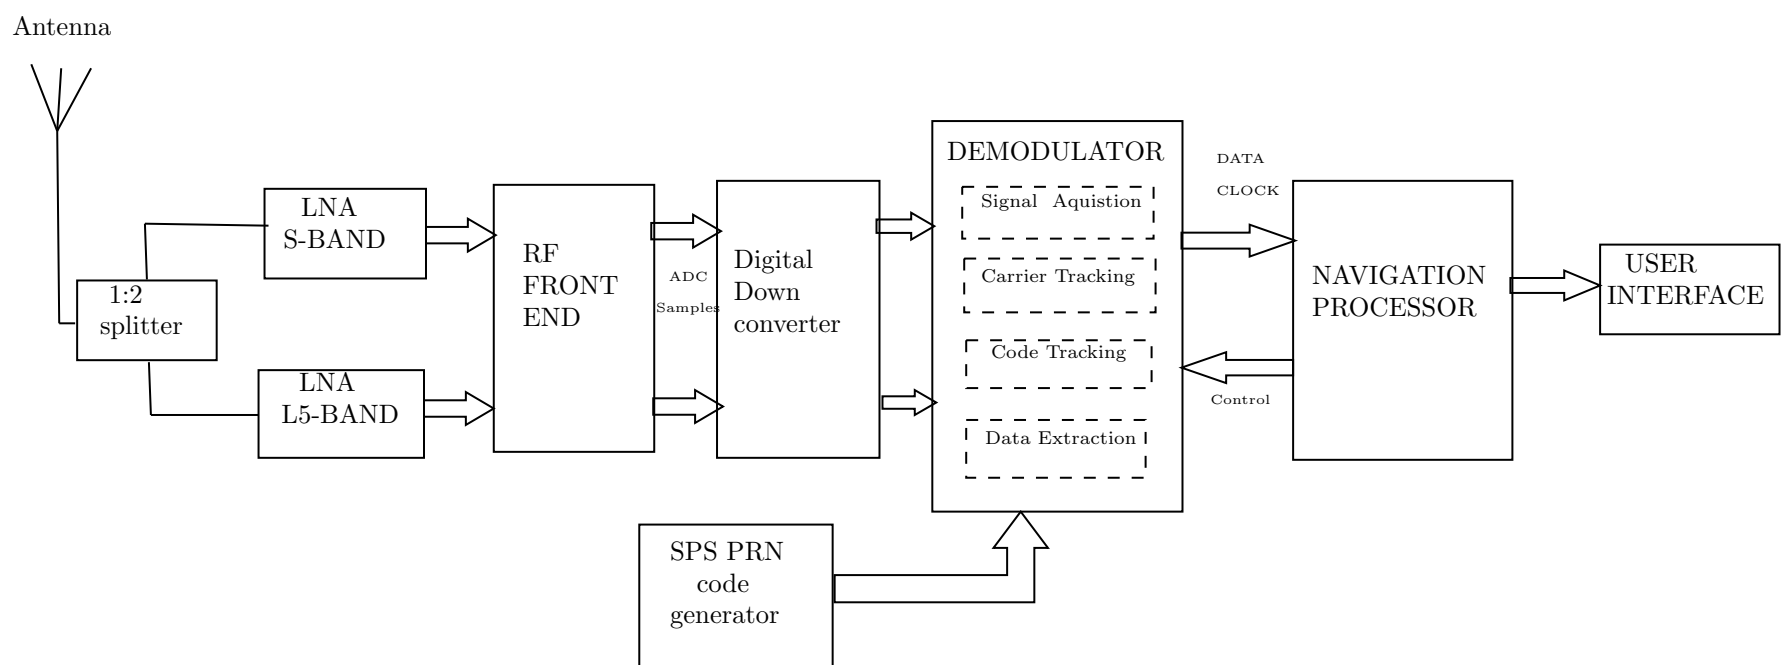 Antenna
1:2
splitter
LNA
S-BAND
LNA
L5-BAND
RF
FRONT
END
ADC
Samples
Digital
Down
converter
DEMODULATOR
Signal Aquistion
Carrier Tracking
Code Tracking
Data Extraction
SPS PRN
code
generator
DATA
CLOCK
Control
NAVIGATION
PROCESSOR
USER
INTERFACE